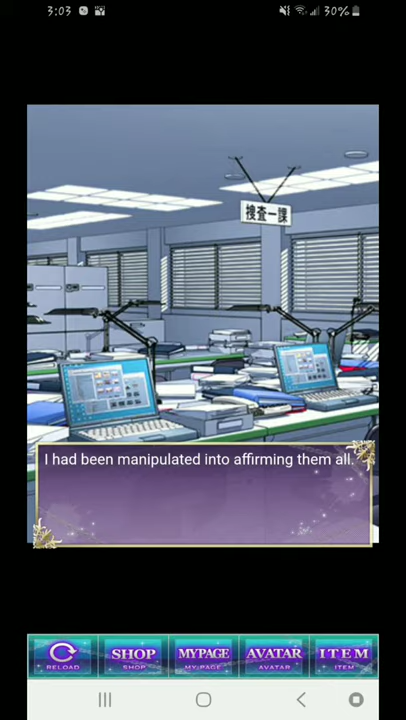 3:03
30%
捜査一課
I had been manipulated into affirming them all.
RELOAD
SHOP
SHOP
MYPAGE
MY PAGE
AVATAR
AVATAR
ITEM
ITEM